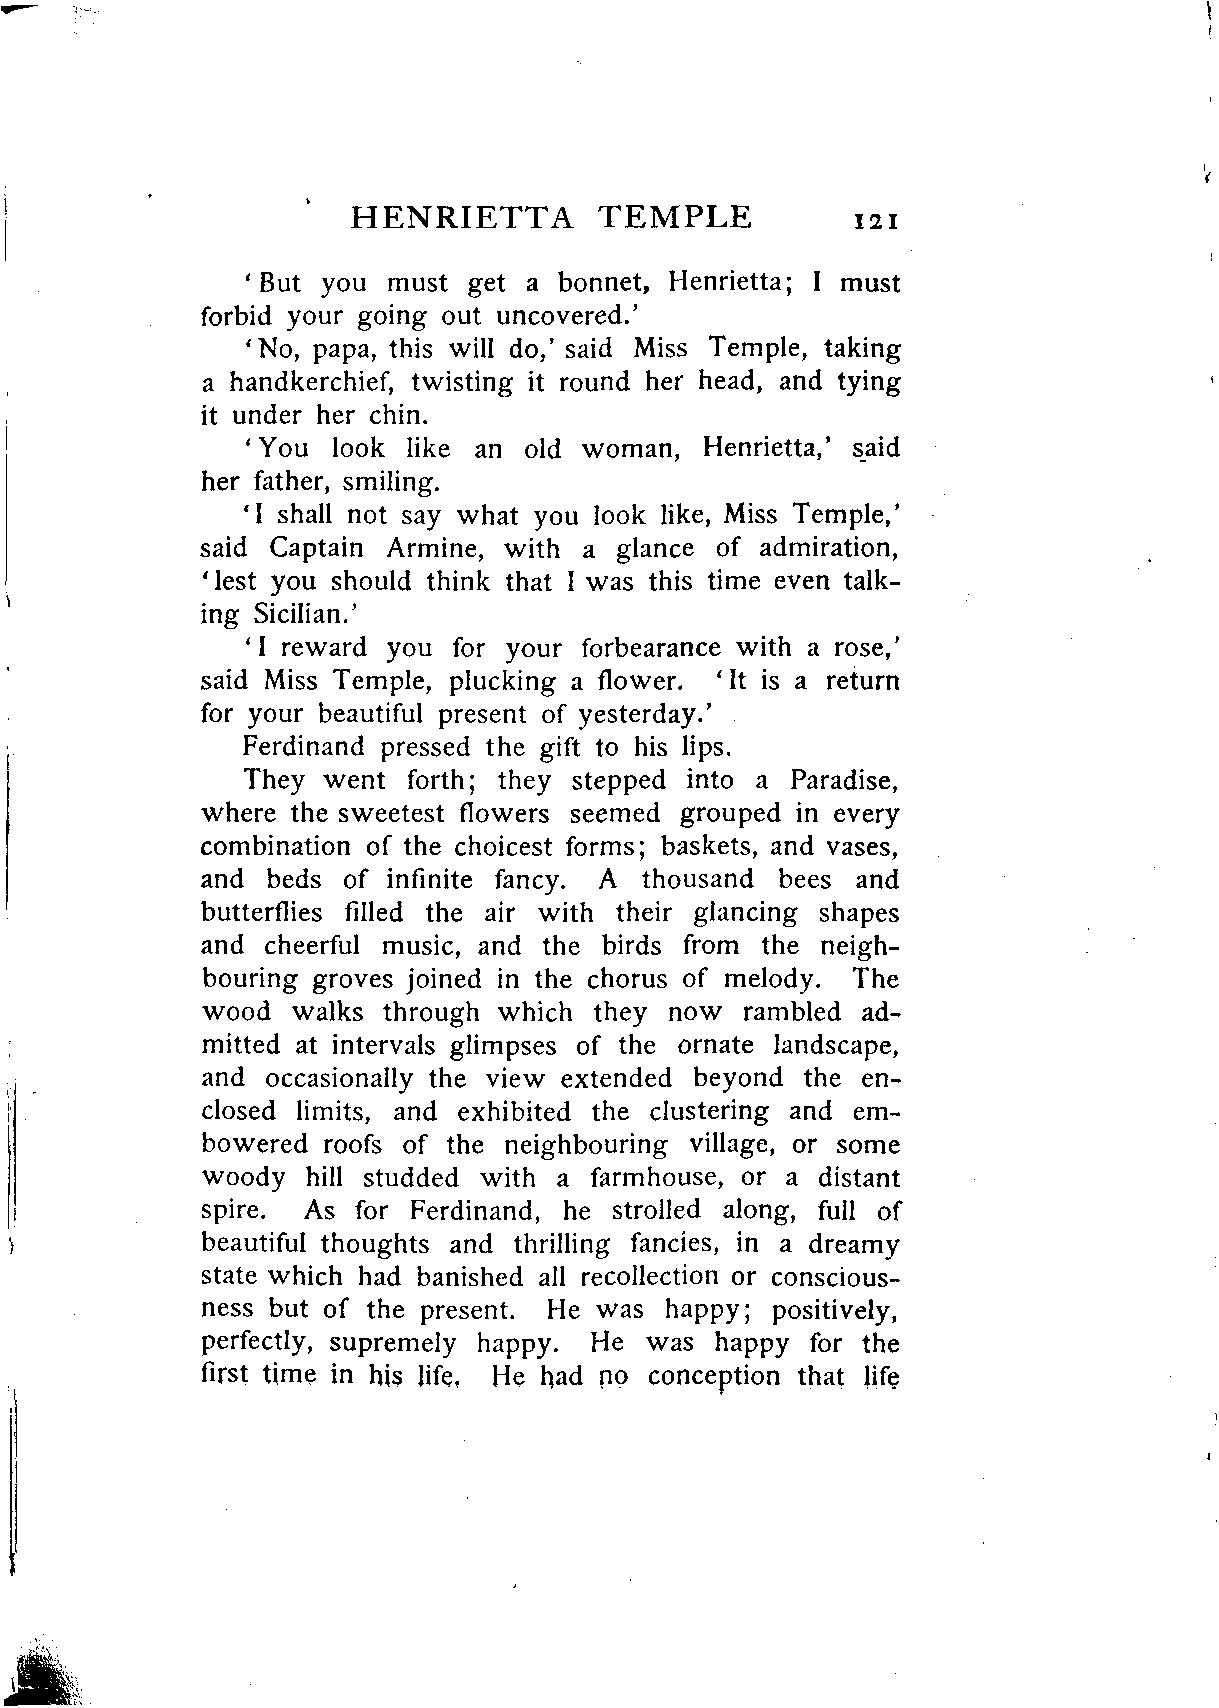 HENRIETTA TEMPLE 121
‘But you must get a bonnet, Henrietta; I must
forbid your going out uncovered.’
‘No, papa, this will do,’ said Miss Temple, taking
a handkerchief, twisting it round her head, and tying
it under her chin.
‘You look like an old woman, Henrietta,’ said
her father, smiling.
‘I shall not say what you look like, Miss Temple,’
said Captain Armine, with a glance of admiration,
‘lest you should think that I was this time even talk-
ing Sicilian.’
‘I reward you for your forbearance with a rose,’
said Miss Temple, plucking a flower. ‘It is a return
for your beautiful present of yesterday.’
Ferdinand pressed the gift to his lips.
They went forth; they stepped into a Paradise,
where the sweetest flowers seemed grouped in every
combination of the choicest forms; baskets, and vases,
and beds of infinite fancy. A thousand bees and
butterflies filled the air with their glancing shapes
and cheerful music, and the birds from the neigh-
bouring groves joined in the chorus of melody. The
wood walks through which they now rambled ad-
mitted at intervals glimpses of the ornate landscape,
and occasionally the view extended beyond the en-
closed limits, and exhibited the clustering and em-
bowered roofs of the neighbouring village, or some
woody hill studded with a farmhouse, or a distant
spire. As for Ferdinand, he strolled along, full of
beautiful thoughts and thrilling fancies, in a dreamy
state which had banished all recollection or conscious-
ness but of the present. He was happy; positively,
perfectly, supremely happy. He was happy for the
first time in his life. He had no conception that life